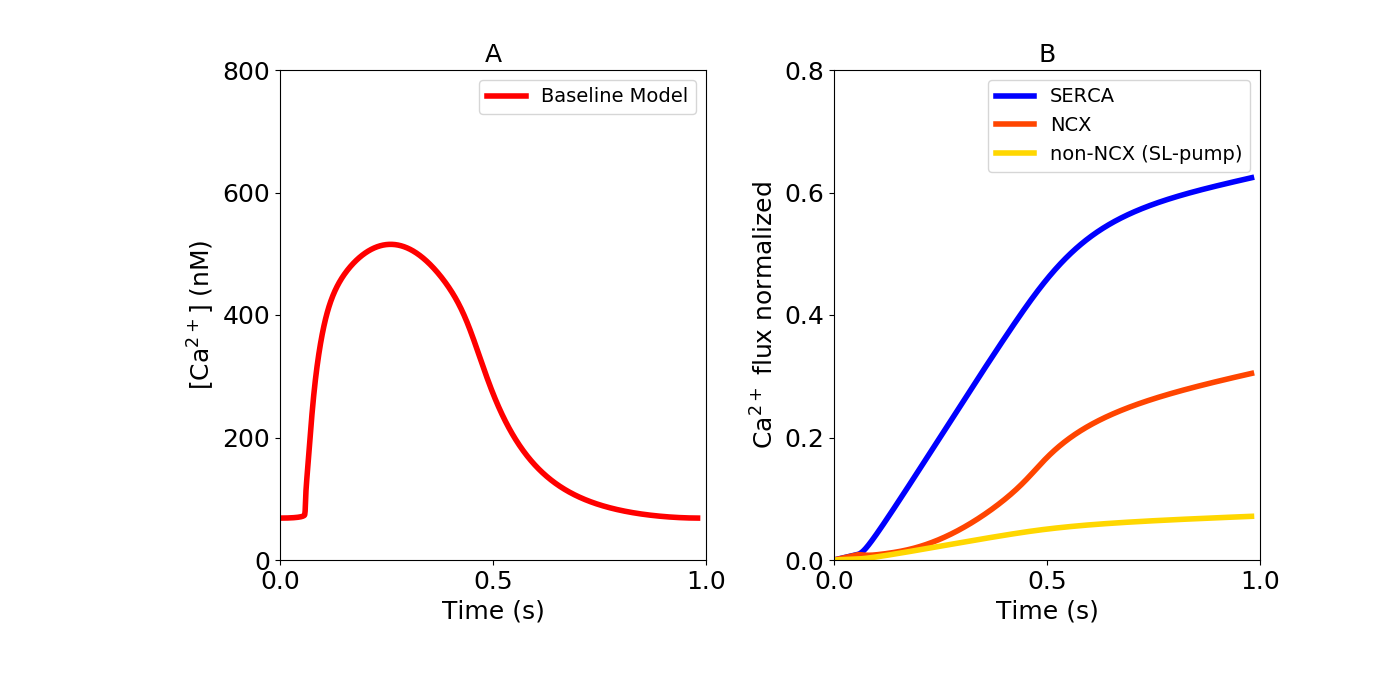 A
800
600
400
200
0
0.0 0.5 1.0
Time (s)
[Ca²⁺] (nM)
Baseline Model
B
0.8
0.6
0.4
0.2
0.0
0.0 0.5 1.0
Time (s)
Ca²⁺ flux normalized
SERCA
NCX
non-NCX (SL-pump)